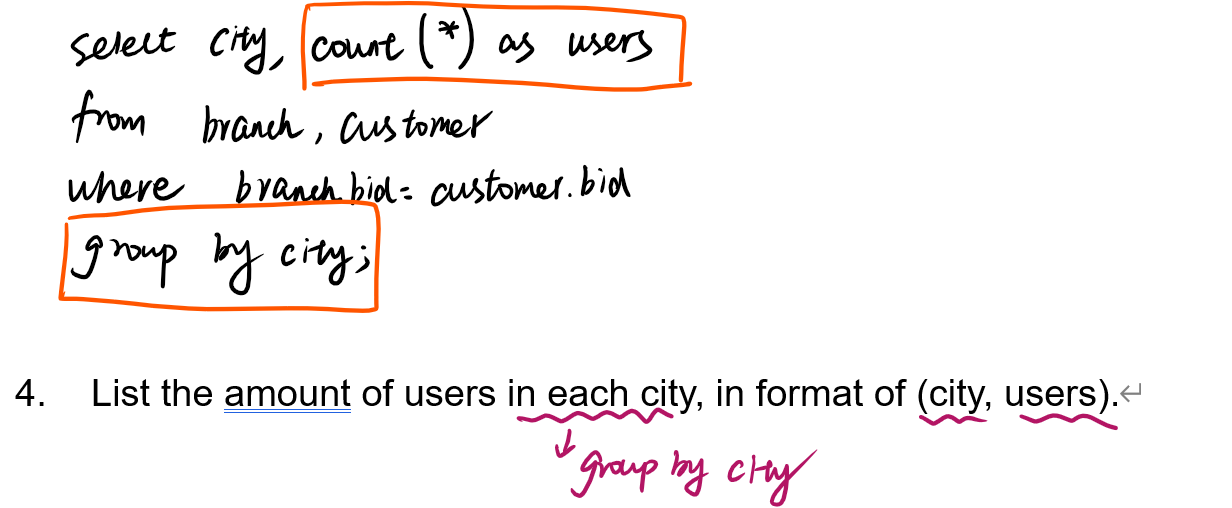 select city, count (*) as users
from branch, customer
where branch.bid = customer.bid
group by city;
4. List the amount of users in each city, in format of (city, users).↵
↓ group by city